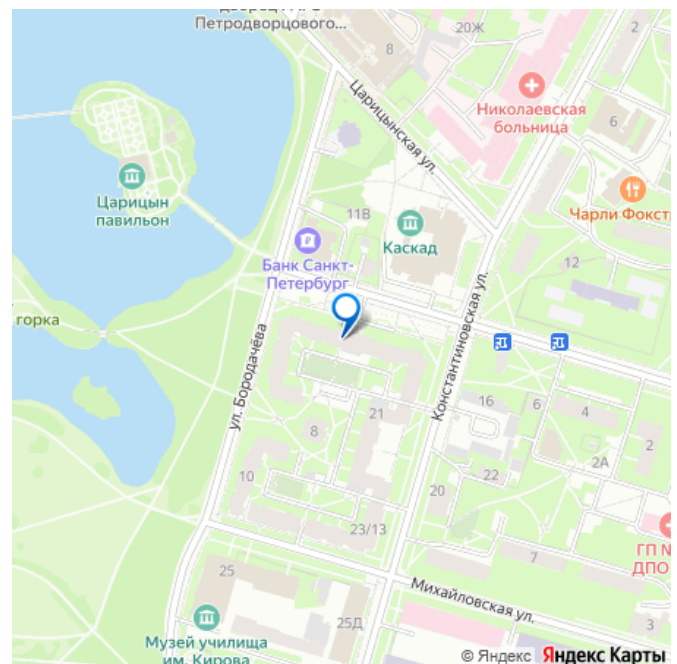 Петродворцового...
8
20Ж
2
Царицынская ул.
Николаевская
больница
6
Царицын
павильон
11В
Каскад
Чарли Фокст
Банк Санкт-
Петербург
12
горка
ул. Бородачёва
Константиновская ул.
21
16
6
4
8
2
2А
10
22
20
23/13
ГП №
ДПО
7
25
Михайловская ул.
25Д
3
Музей училища
им. Кирова
© Яндекс Яндекс Карты